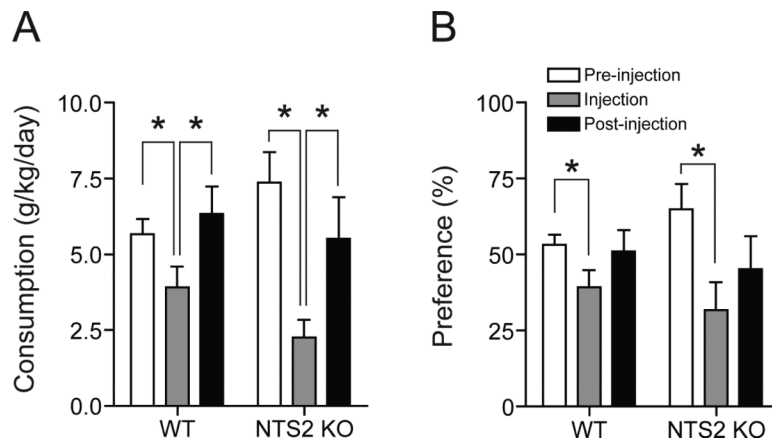 A
Consumption (g/kg/day)
10.0
7.5
5.0
2.5
0.0
* * * *
WT NTS2 KO
B
Pre-injection
Injection
Post-injection
Preference (%)
100
75
50
25
0
* *
WT NTS2 KO